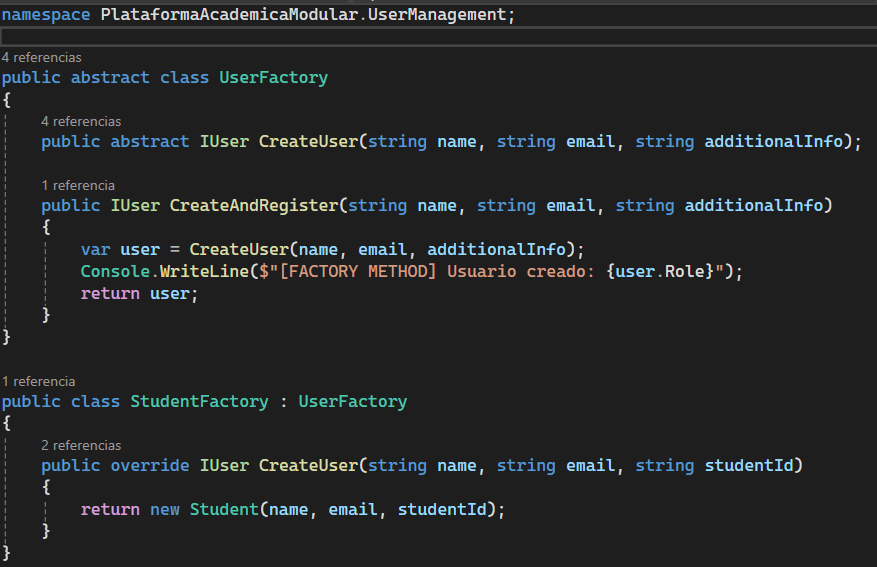 namespace PlataformaAcademicaModular.UserManagement;
4 referencias
public abstract class UserFactory
{
4 referencias
public abstract IUser CreateUser(string name, string email, string additionalInfo);
1 referencia
public IUser CreateAndRegister(string name, string email, string additionalInfo)
{
var user = CreateUser(name, email, additionalInfo);
Console.WriteLine($"[FACTORY METHOD] Usuario creado: {user.Role}");
return user;
}
}
1 referencia
public class StudentFactory : UserFactory
{
2 referencias
public override IUser CreateUser(string name, string email, string studentId)
{
return new Student(name, email, studentId);
}
}